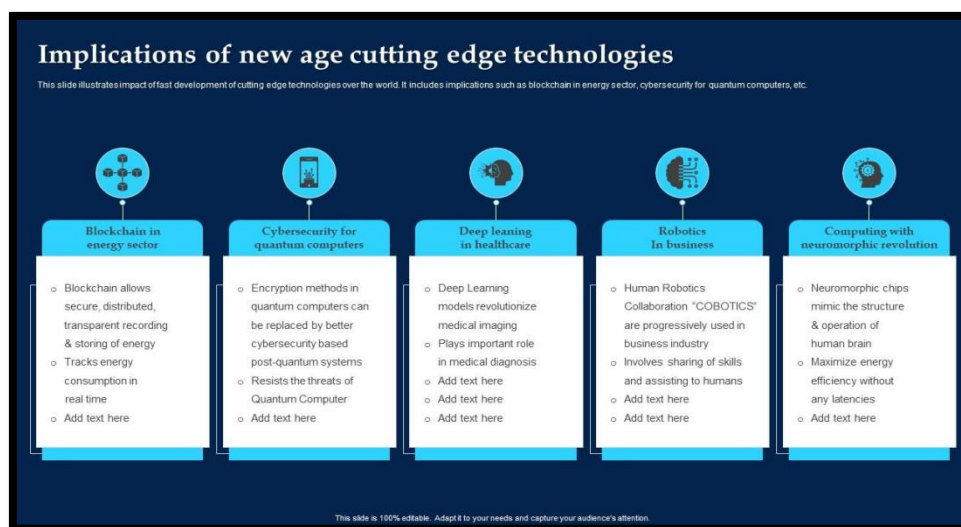 Implications of new age cutting edge technologies
This slide illustrates impact of fast development of cutting edge technologies over the world. It includes implications such as blockchain in energy sector, cybersecurity for quantum computers, etc.
Blockchain in
energy sector
Blockchain allows
secure, distributed,
transparent recording
& storing of energy
Tracks energy
consumption in
real time
Add text here
Cybersecurity for
quantum computers
Encryption methods in
quantum computers can
be replaced by better
cybersecurity based
post-quantum systems
Resists the threats of
Quantum Computer
Add text here
Deep leaning
in healthcare
Deep Learning
models revolutionize
medical imaging
Plays important role
in medical diagnosis
Add text here
Add text here
Add text here
Robotics
In business
Human Robotics
Collaboration "COBOTICS"
are progressively used in
business industry
Involves sharing of skills
and assisting to humans
Add text here
Add text here
Computing with
neuromorphic revolution
Neuromorphic chips
mimic the structure
& operation of
human brain
Maximize energy
efficiency without
any latencies
Add text here
This slide is 100% editable. Adapt it to your needs and capture your audience's attention.